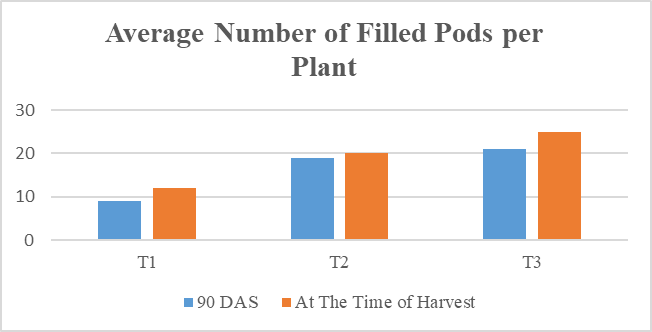 Average Number of Filled Pods per
Plant
30
20
10
0
T1 T2 T3
90 DAS At The Time of Harvest